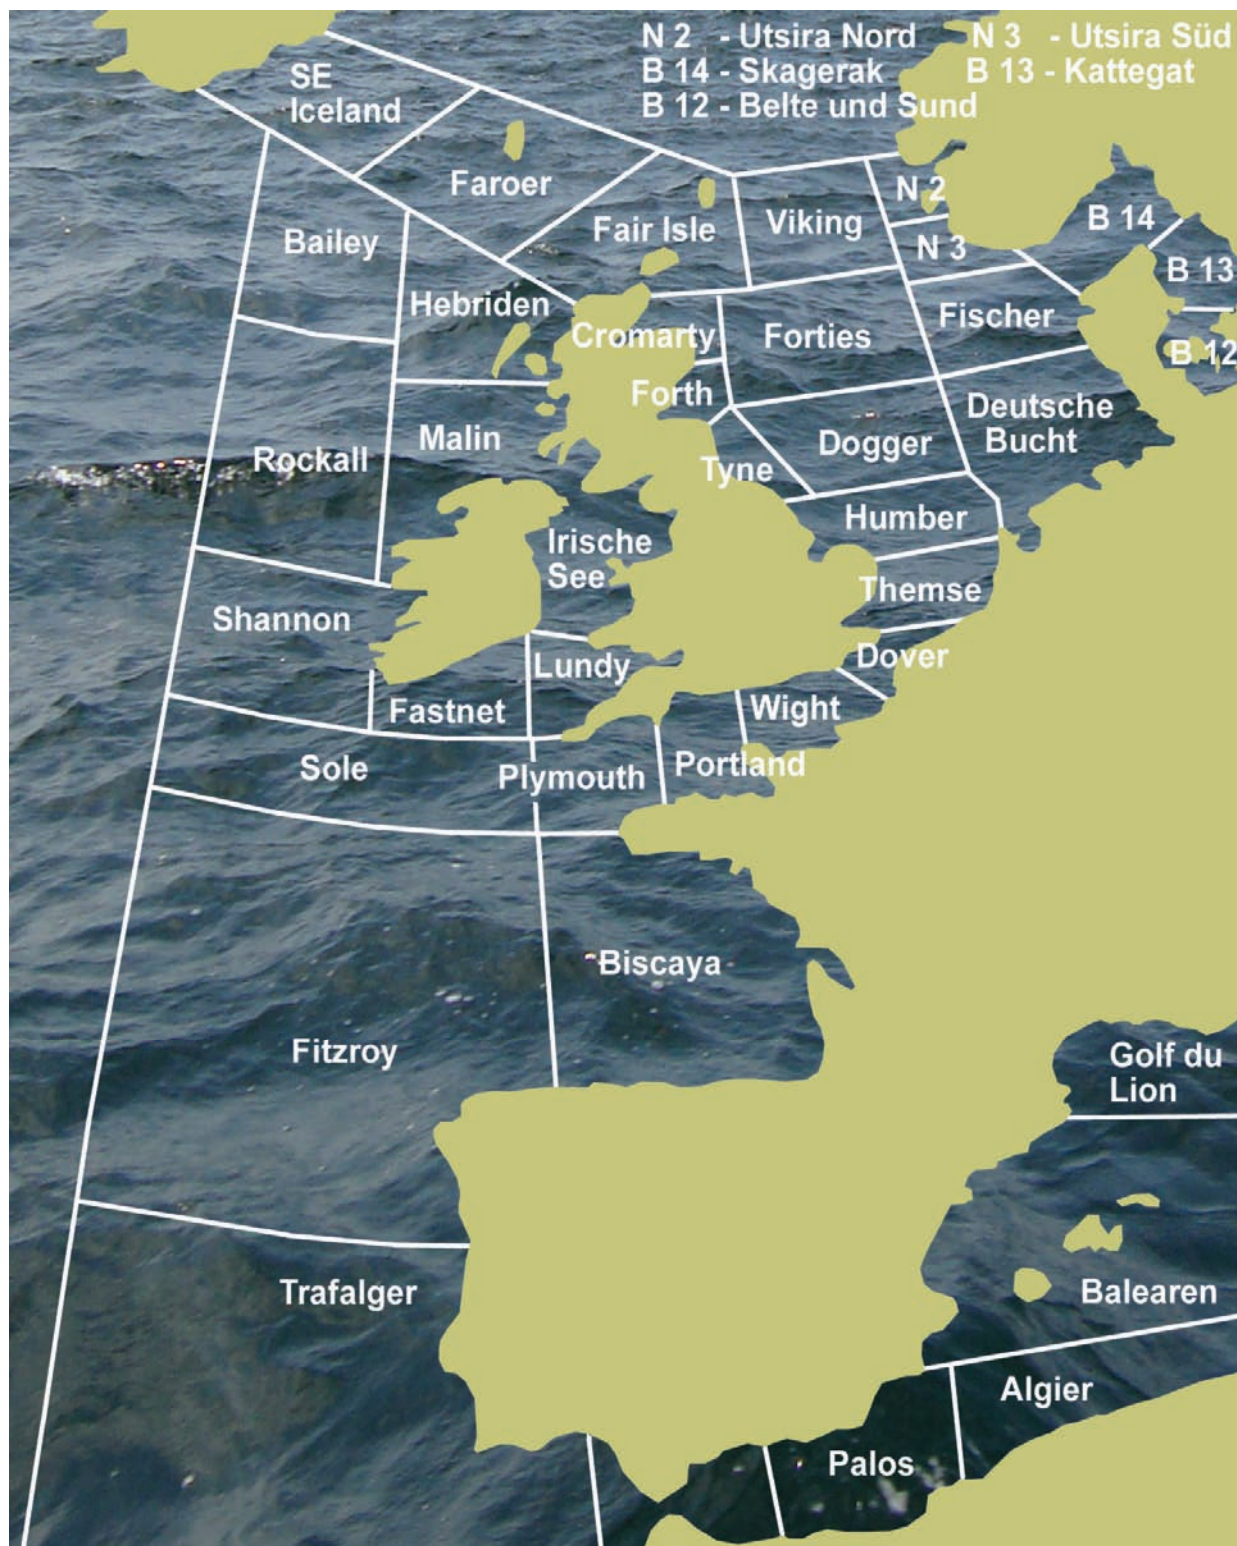 N 2 - Utsira Nord
N 3 - Utsira Süd
B 14 - Skagerak
B 13 - Kattegat
B 12 - Belte und Sund
SE
Iceland
Faroer
Fair Isle
Viking
N 2
N 3
B 14
B 13
B 12
Bailey
Hebriden
Cromarty
Forties
Fischer
Forth
Rockall
Malin
Tyne
Dogger
Deutsche
Bucht
Humber
Irische
See
Themse
Shannon
Lundy
Dover
Fastnet
Wight
Sole
Plymouth
Portland
Biscaya
Fitzroy
Golf du
Lion
Trafalger
Balearen
Algier
Palos